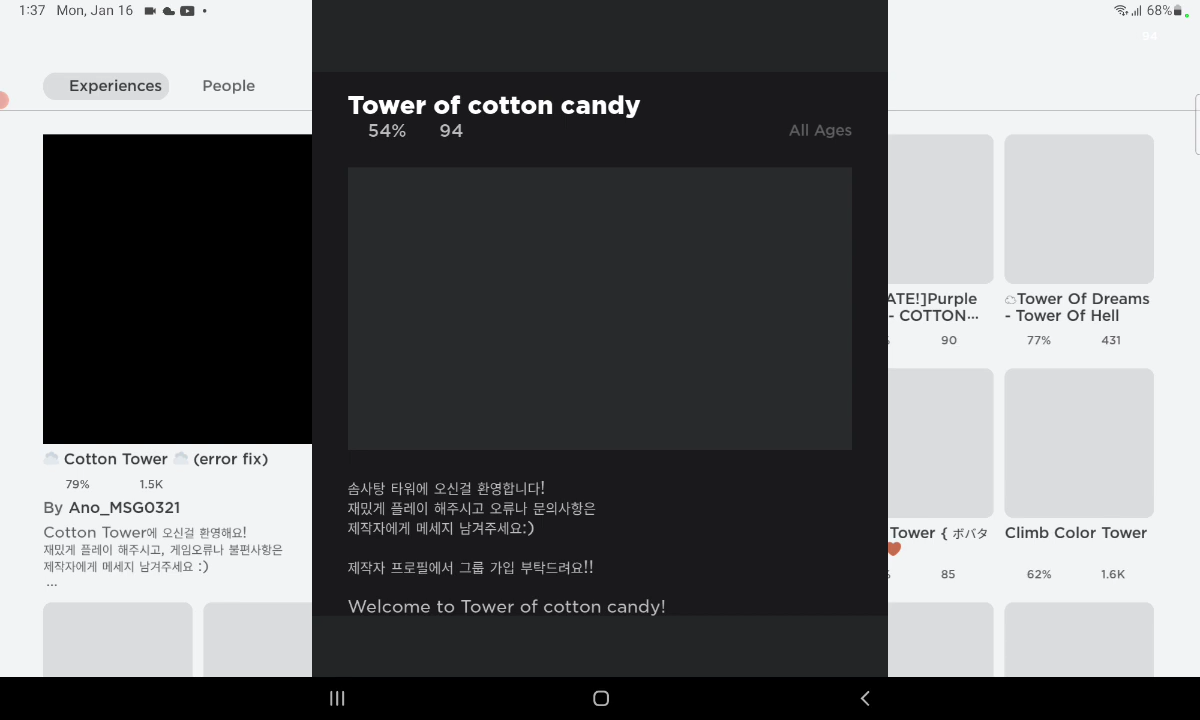 1:37 Mon, Jan 16
68%
94
Experiences
People
Tower of cotton candy
54% 94
All Ages
솜사탕 타워에 오신걸 환영합니다!
재밌게 플레이 해주시고 오류나 문의사항은
제작자에게 메세지 남겨주세요:)
제작자 프로필에서 그룹 가입 부탁드려요!!
Welcome to Tower of cotton candy!
Cotton Tower (error fix)
79% 1.5K
By Ano_MSG0321
Cotton Tower에 오신걸 환영해요!
재밌게 플레이 해주시고, 게임오류나 불편사항은
제작자에게 메세지 남겨주세요 :)
...
ATE!]Purple
- COTTON...
90
Tower Of Dreams
- Tower Of Hell
77% 431
Tower { ボバタ
85
Climb Color Tower
62% 1.6K